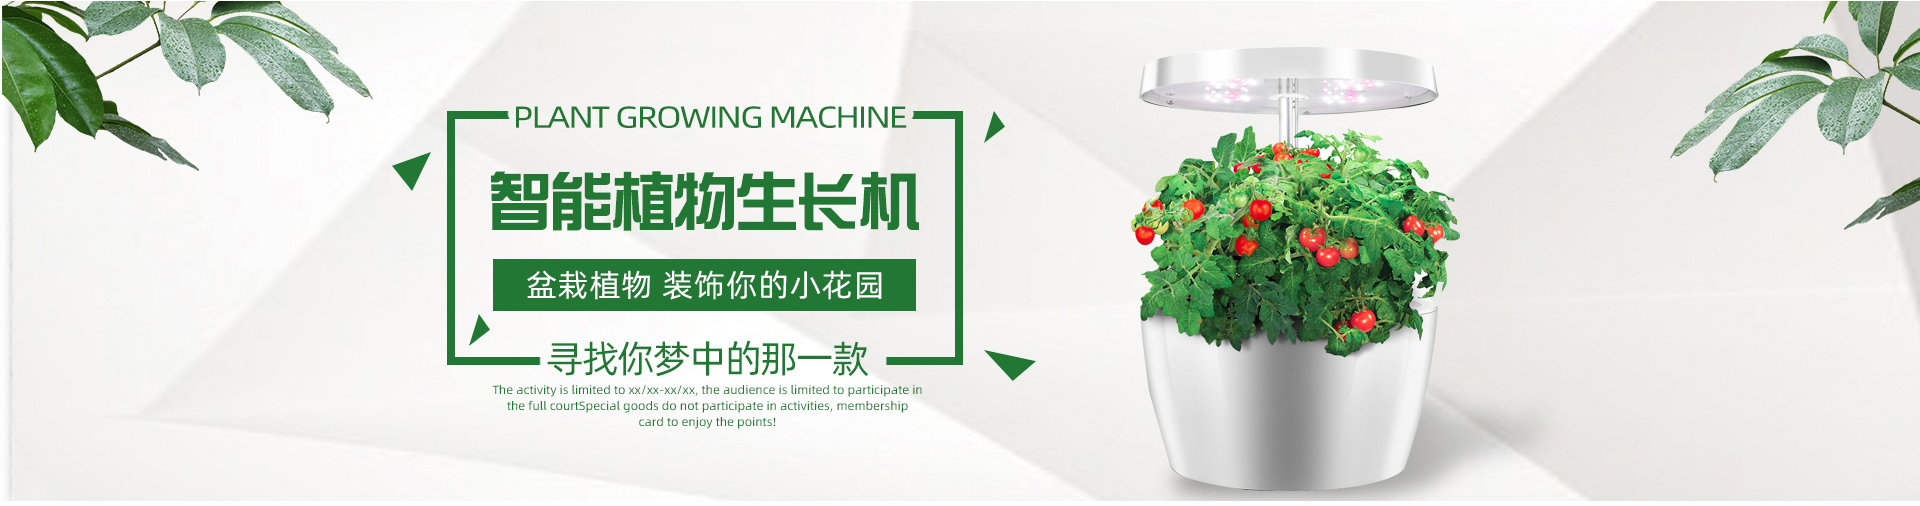 PLANT GROWING MACHINE
智能植物生长机
盆栽植物 装饰你的小花园
寻找你梦中的那一款
The activity is limited to xx/xx-xx/xx, the audience is limited to participate in
the full courtSpecial goods do not participate in activities, membership
card to enjoy the points!